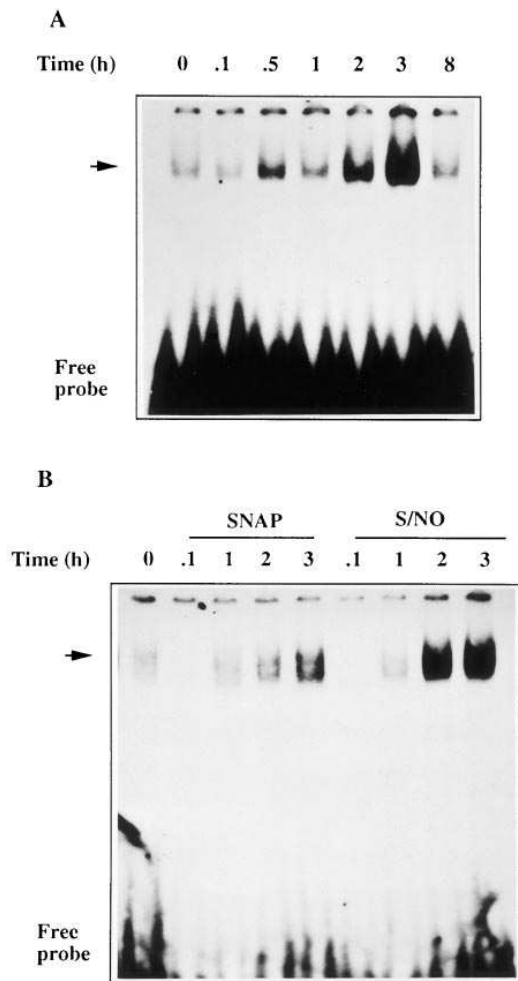 A
Time (h) 0 .1 .5 1 2 3 8
Free
probe
B
SNAP S/NO
Time (h) 0 .1 1 2 3 .1 1 2 3
Free
probe